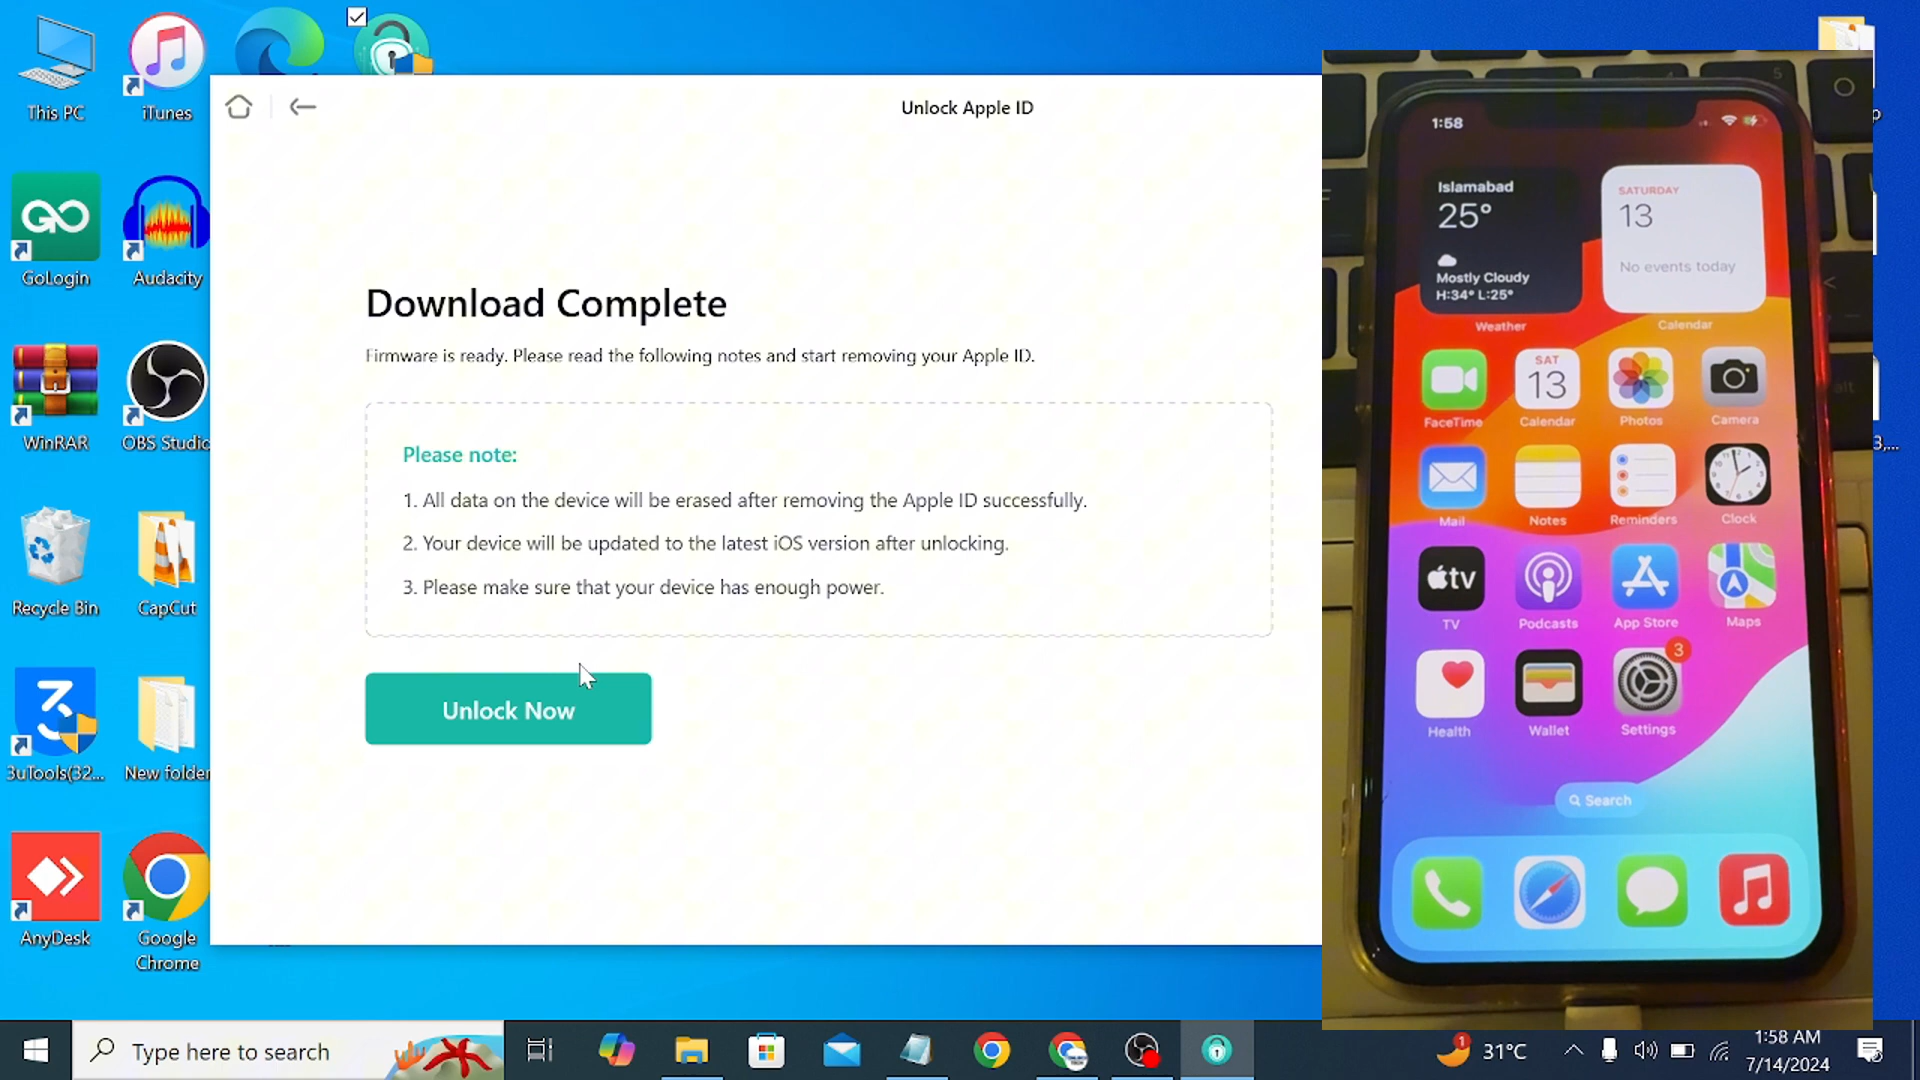 This PC
iTunes
GoLogin
Audacity
WinRAR
OBS Studio
Recycle Bin
CapCut
3uTools(32...
New folder
AnyDesk
Google
Chrome
Unlock Apple ID
Download Complete
Firmware is ready. Please read the following notes and start removing your Apple ID.
Please note:
1. All data on the device will be erased after removing the Apple ID successfully.
2. Your device will be updated to the latest iOS version after unlocking.
3. Please make sure that your device has enough power.
Unlock Now
1:58
Islamabad
25°
Mostly Cloudy
H:34° L:25°
Weather
SATURDAY
13
No events today
Calendar
FaceTime
SAT
13
Calendar
Photos
Camera
Mail
Notes
Reminders
Clock
tv
TV
Podcasts
App Store
Maps
Health
Wallet
3
Settings
Search
Type here to search
1
31°C
1:58 AM
7/14/2024